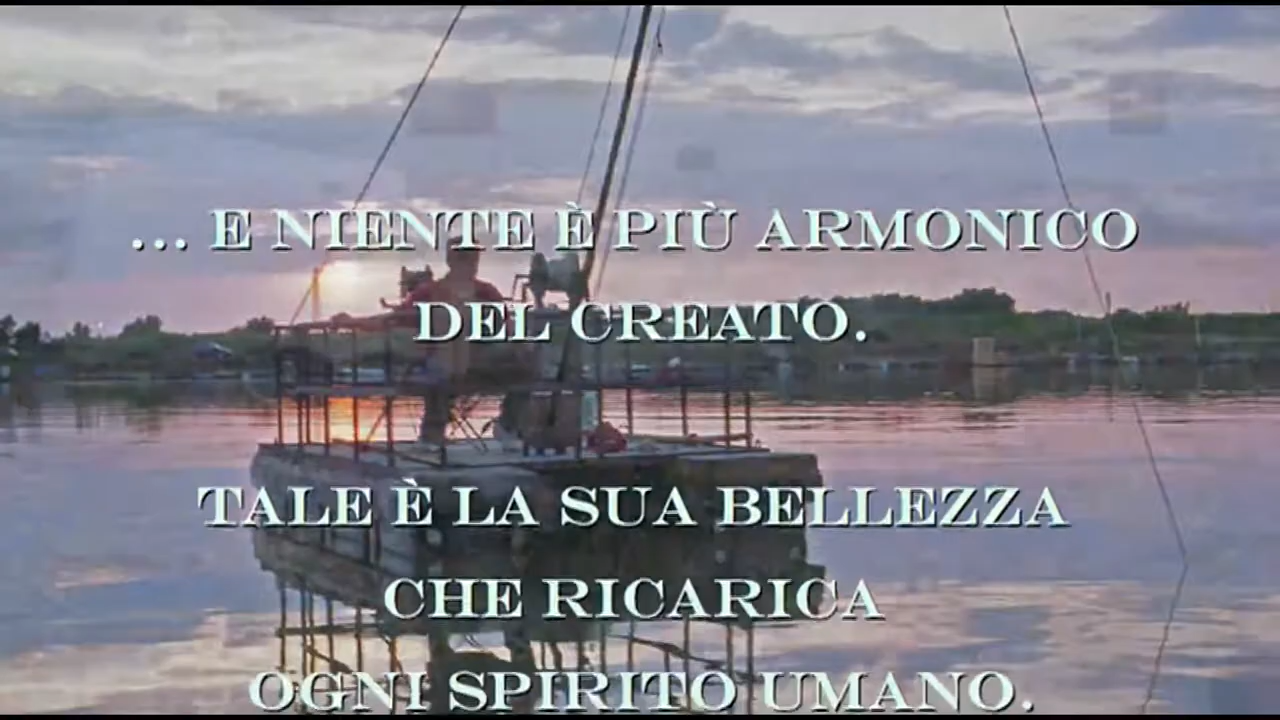 ... E NIENTE È PIÙ ARMONICO
DEL CREATO.
TALE È LA SUA BELLEZZA
CHE RICARICA
OGNI SPIRITO UMANO.